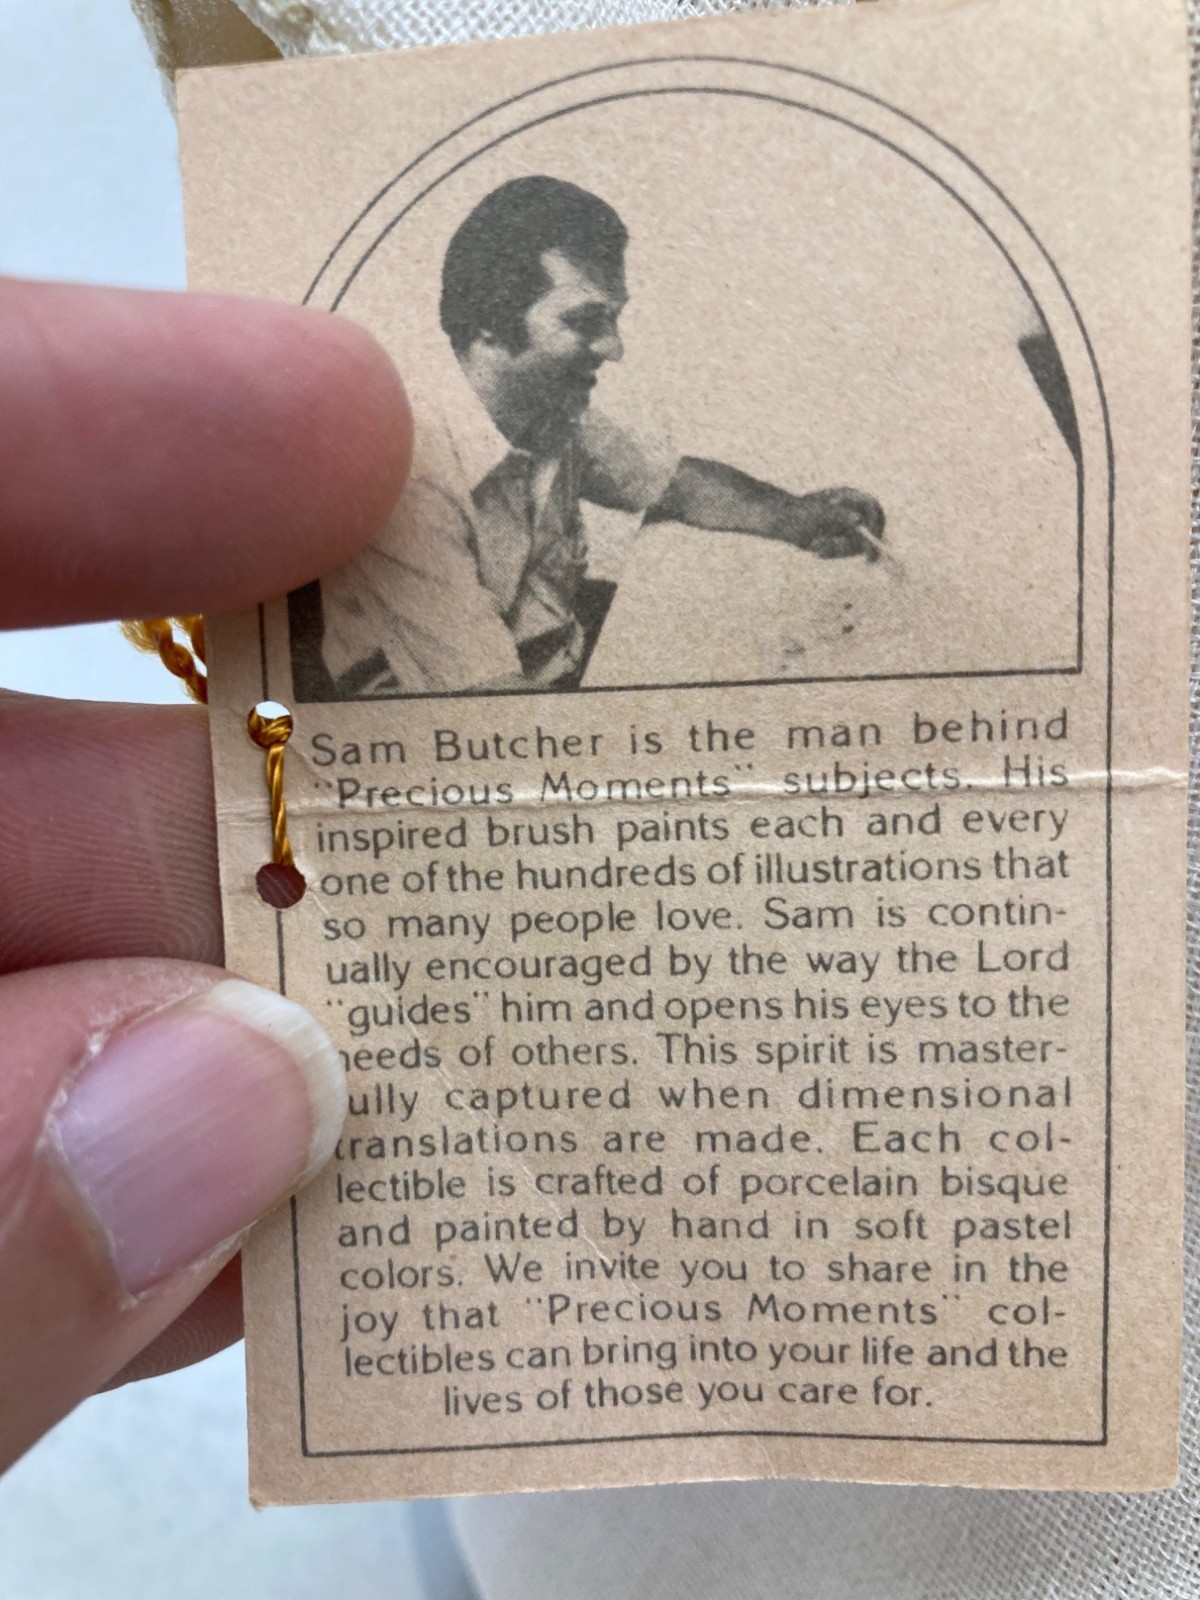 Sam Butcher is the man behind
"Precious Moments" subjects. His
inspired brush paints each and every
one of the hundreds of illustrations that
so many people love. Sam is contin-
ually encouraged by the way the Lord
"guides" him and opens his eyes to the
needs of others. This spirit is master-
ully captured when dimensional
translations are made. Each col-
lectible is crafted of porcelain bisque
and painted by hand in soft pastel
colors. We invite you to share in the
joy that "Precious Moments" col-
lectibles can bring into your life and the
lives of those you care for.